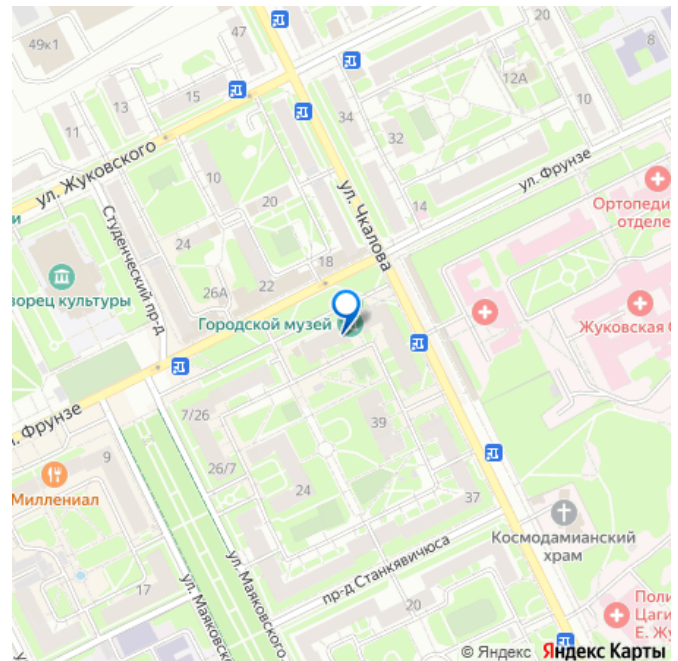 49к1
47
20
8
12А
13
15
10
11
34
32
ул. Жуковского
ул. Фрунзе
10
Ортопеди
отделе
20
14
ул. Чкалова
и
24
Студенческий пр-д
18
ворец культуры
26А
22
Городской музей
Жуковская
7/26
39
Фрунзе
9
26/7
24
Миллениал
37
Космодамианский
храм
17
ул. Маяковского
ул. Маяковского
пр-д Станкявичюса
20
Поли
Цаги
Е. Жу
© Яндекс Яндекс Карты